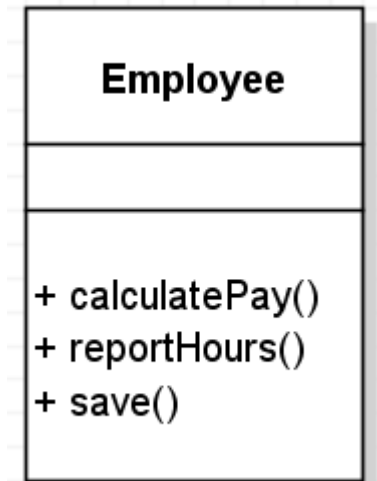 Employee
+ calculatePay()
+ reportHours()
+ save()